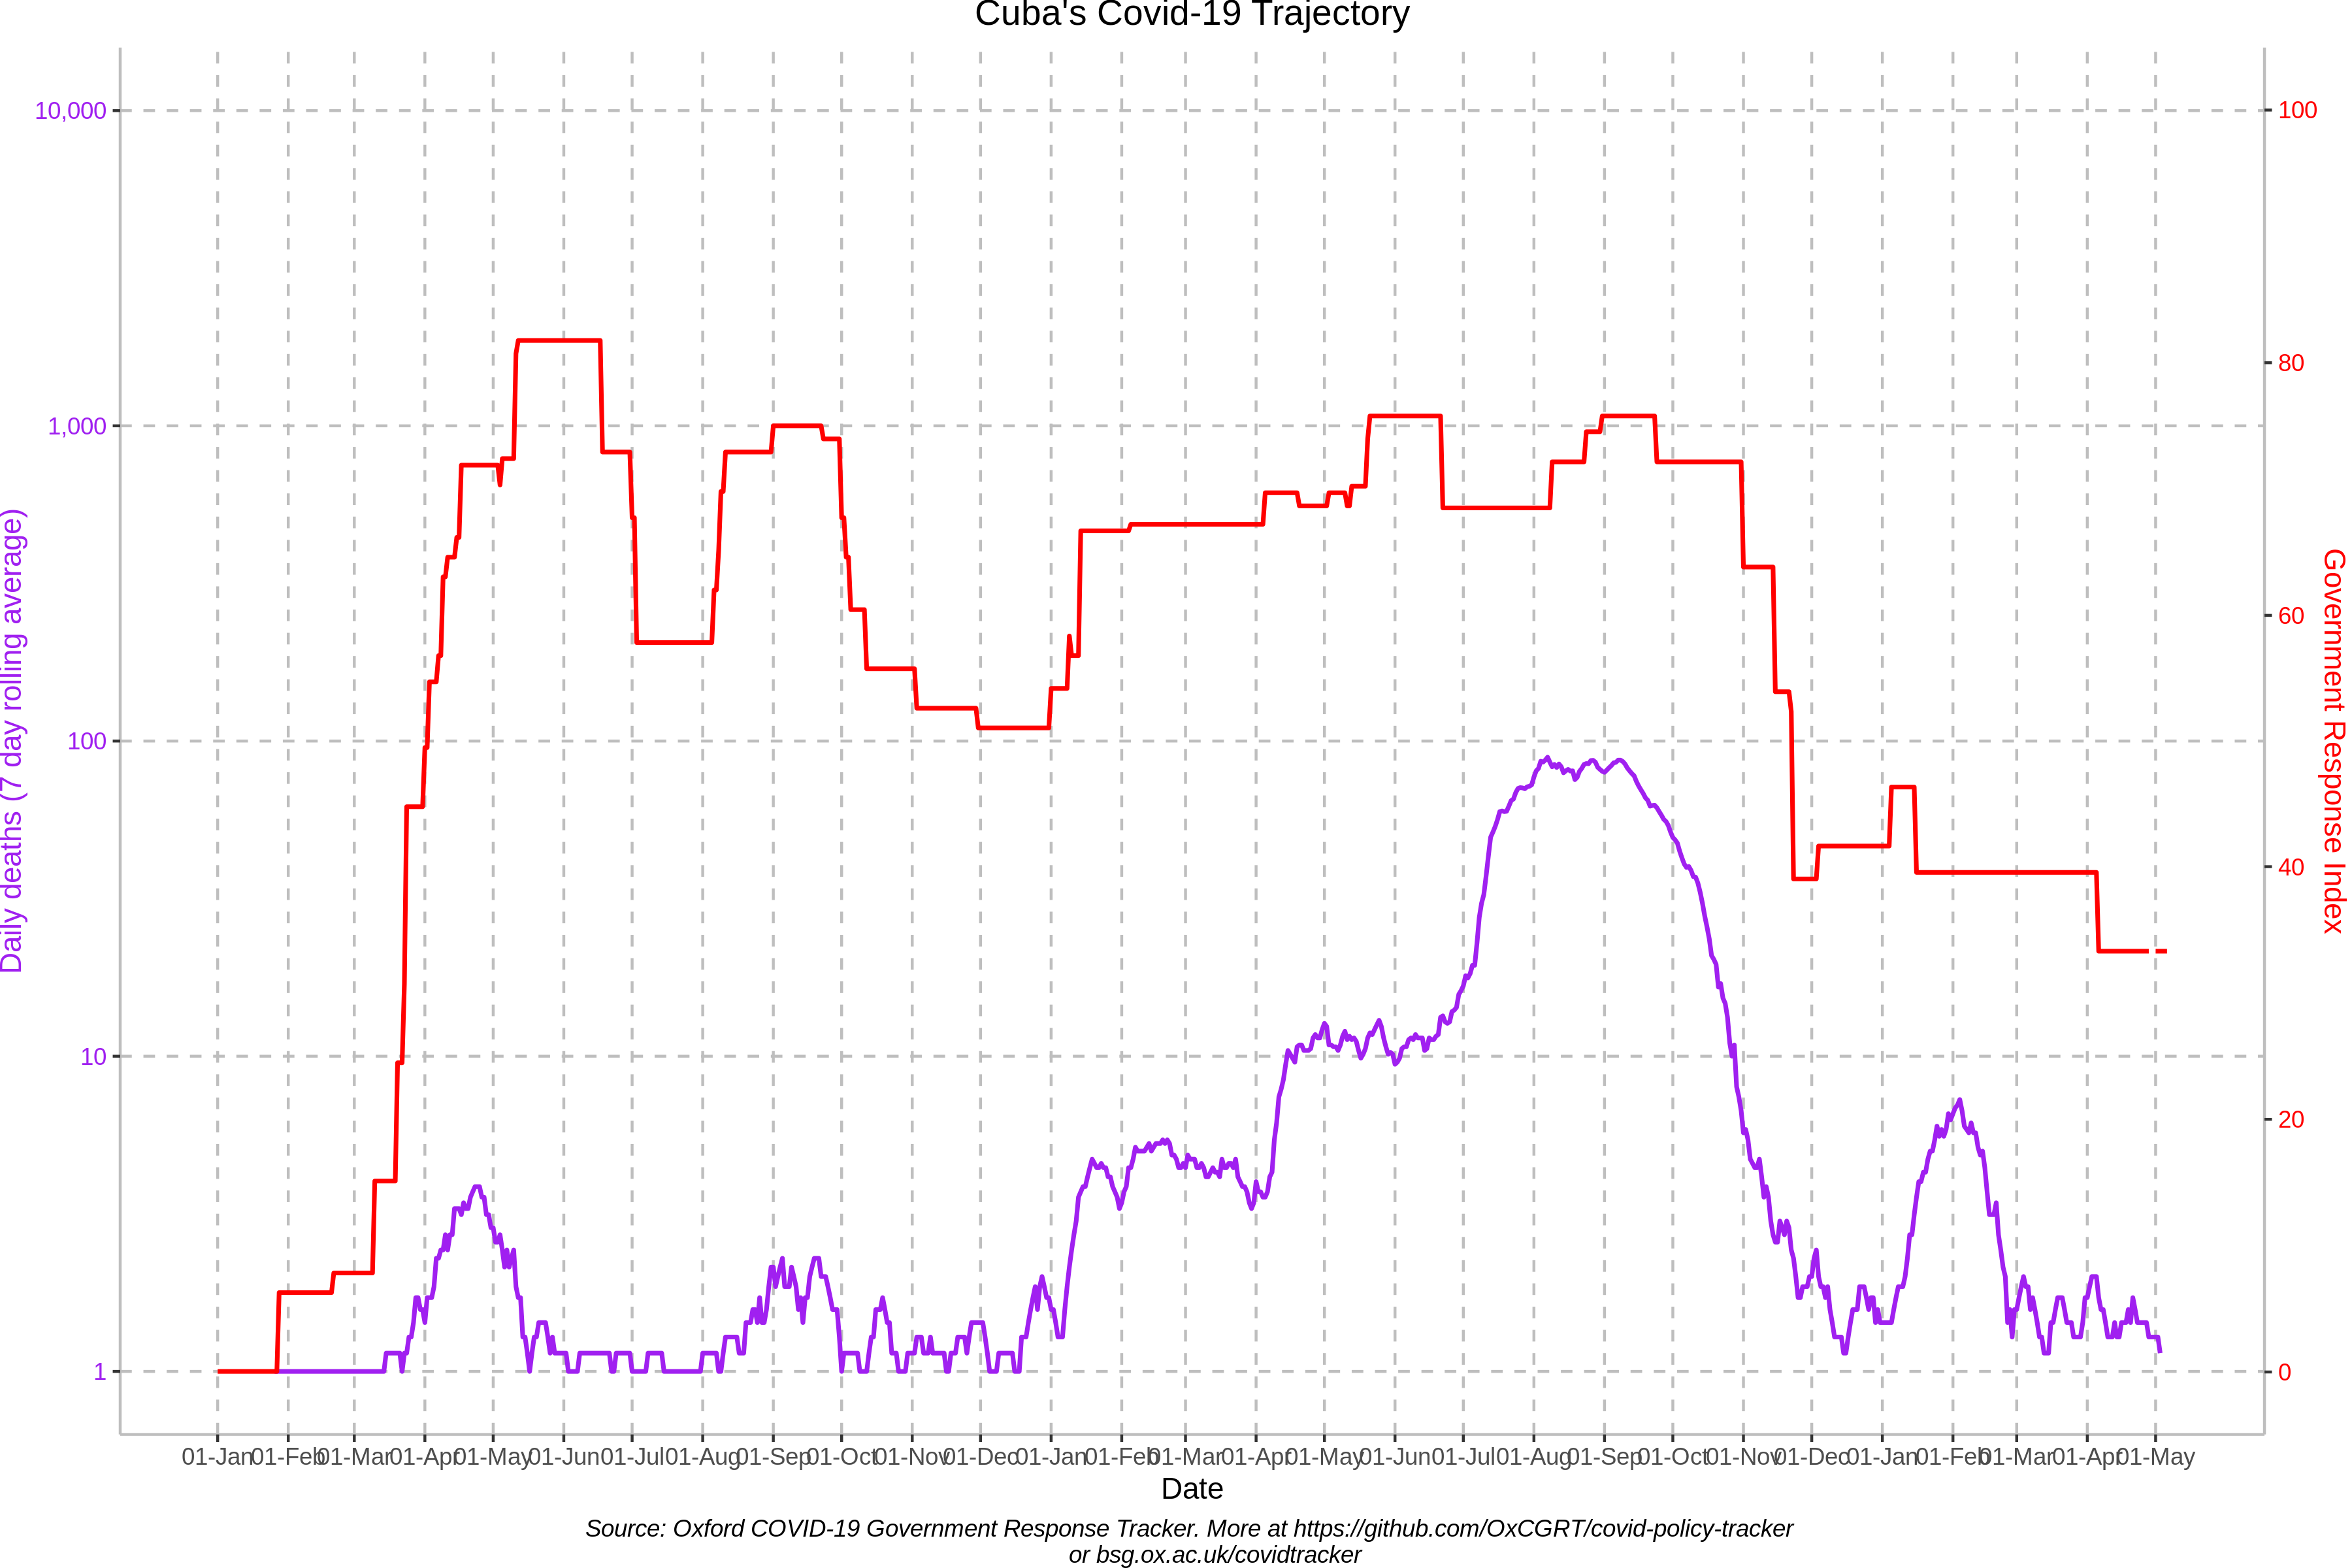 Cuba's Covid-19 Trajectory
10,000
1,000
100
10
1
Daily deaths (7 day rolling average)
100
80
60
40
20
0
Government Response Index
01-Jan 01-Feb 01-Mar 01-Apr 01-May 01-Jun 01-Jul 01-Aug 01-Sep 01-Oct 01-Nov 01-Dec 01-Jan 01-Feb 01-Mar 01-Apr 01-May 01-Jun 01-Jul 01-Aug 01-Sep 01-Oct 01-Nov 01-Dec 01-Jan 01-Feb 01-Mar 01-Apr 01-May
Date
Source: Oxford COVID-19 Government Response Tracker. More at https://github.com/OxCGRT/covid-policy-tracker
or bsg.ox.ac.uk/covidtracker